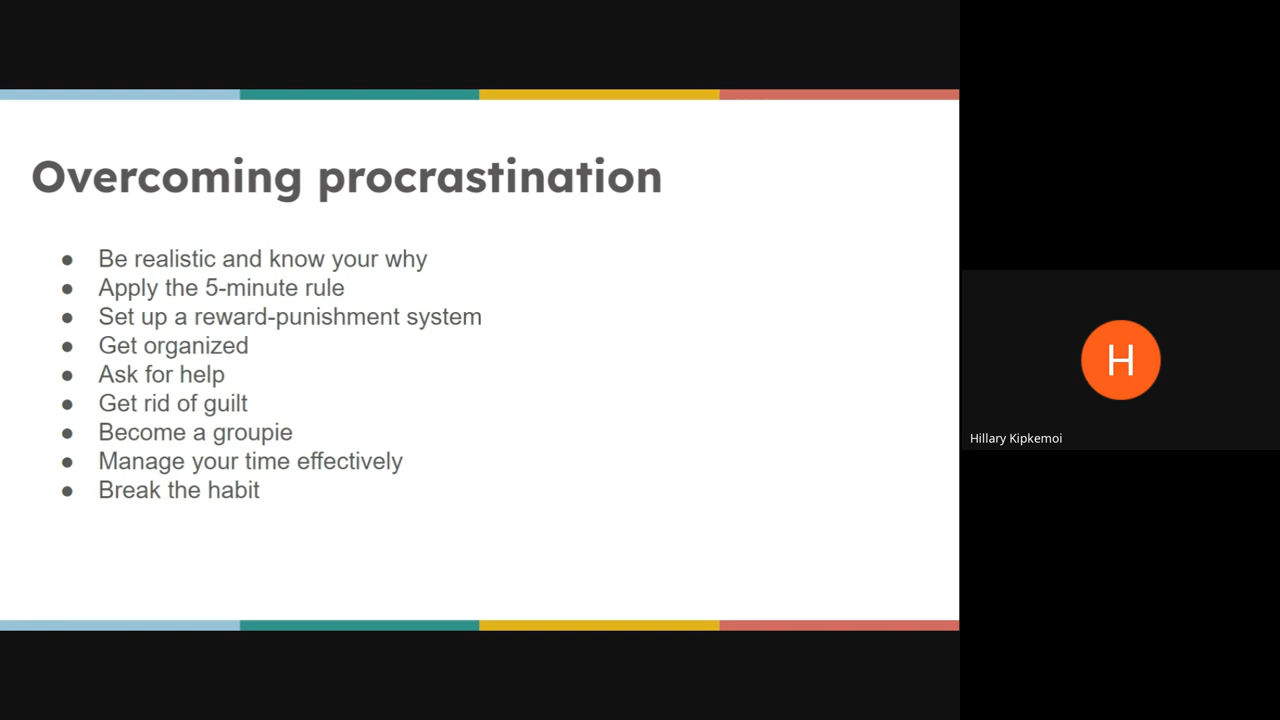 Overcoming procrastination
● Be realistic and know your why
● Apply the 5-minute rule
● Set up a reward-punishment system
● Get organized
● Ask for help
● Get rid of guilt
● Become a groupie
● Manage your time effectively
● Break the habit
H
Hillary Kipkemoi